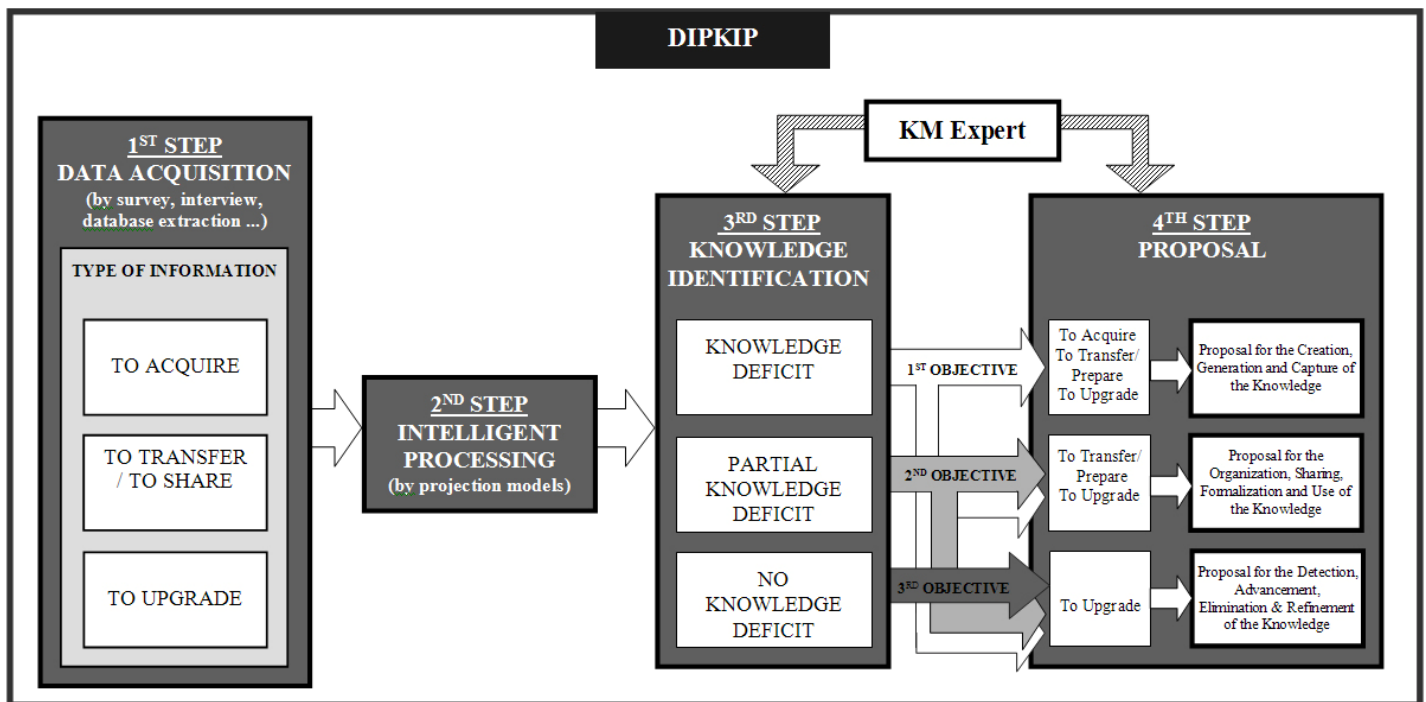 DIPKIP
KM Expert
1ST STEP
DATA ACQUISITION
(by survey, interview,
database extraction ...)
TYPE OF INFORMATION
TO ACQUIRE
TO TRANSFER
/ TO SHARE
TO UPGRADE
2ND STEP
INTELLIGENT
PROCESSING
(by projection models)
3RD STEP
KNOWLEDGE
IDENTIFICATION
KNOWLEDGE
DEFICIT
PARTIAL
KNOWLEDGE
DEFICIT
NO
KNOWLEDGE
DEFICIT
1ST OBJECTIVE
2ND OBJECTIVE
3RD OBJECTIVE
4TH STEP
PROPOSAL
To Acquire
To Transfer/
Prepare
To Upgrade
Proposal for the Creation,
Generation and Capture of
the Knowledge
To Transfer/
Prepare
To Upgrade
Proposal for the
Organization, Sharing,
Formalization and Use of
the Knowledge
To Upgrade
Proposal for the Detection,
Advancement,
Elimination & Refinement
of the Knowledge